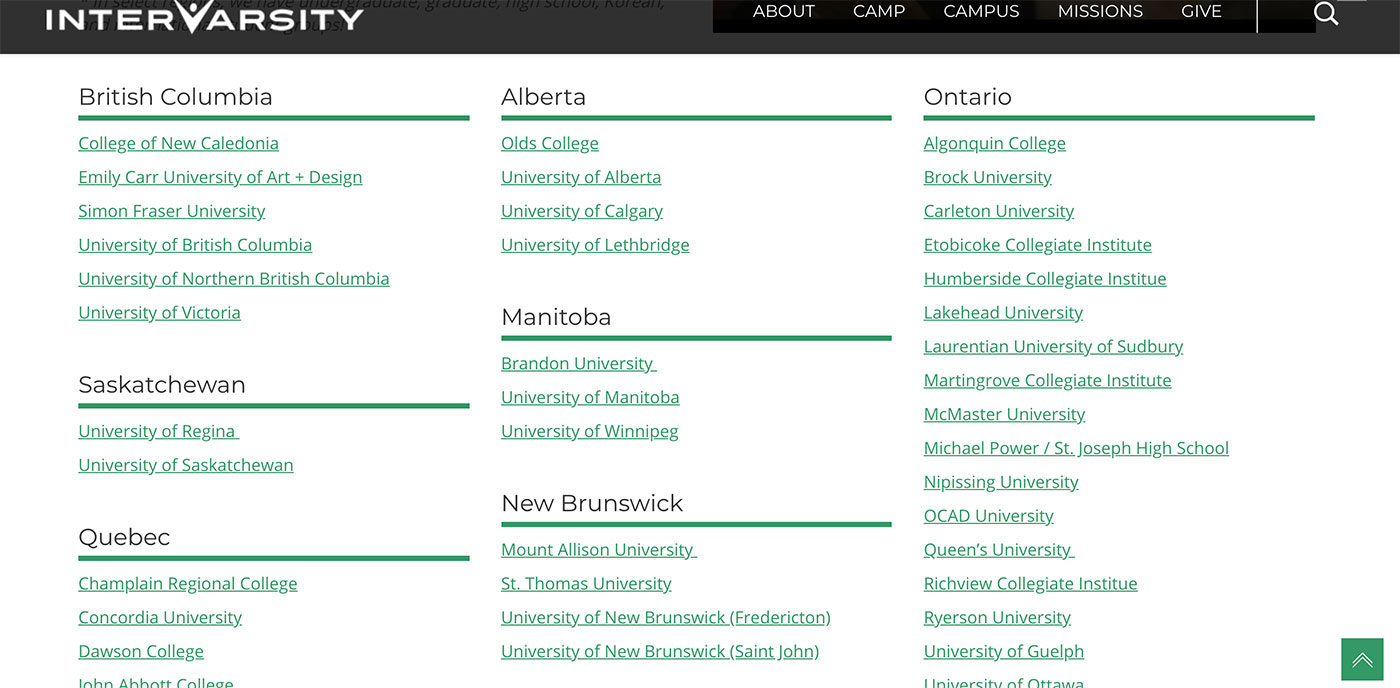 * In select regions, we have undergraduate, graduate, high school, Korean,
INTERVARSITY
ABOUT CAMP CAMPUS MISSIONS GIVE
British Columbia
College of New Caledonia
Emily Carr University of Art + Design
Simon Fraser University
University of British Columbia
University of Northern British Columbia
University of Victoria
Saskatchewan
University of Regina
University of Saskatchewan
Quebec
Champlain Regional College
Concordia University
Dawson College
John Abbott College
Alberta
Olds College
University of Alberta
University of Calgary
University of Lethbridge
Manitoba
Brandon University
University of Manitoba
University of Winnipeg
New Brunswick
Mount Allison University
St. Thomas University
University of New Brunswick (Fredericton)
University of New Brunswick (Saint John)
Ontario
Algonquin College
Brock University
Carleton University
Etobicoke Collegiate Institute
Humberside Collegiate Institue
Lakehead University
Laurentian University of Sudbury
Martingrove Collegiate Institute
McMaster University
Michael Power / St. Joseph High School
Nipissing University
OCAD University
Queen’s University
Richview Collegiate Institue
Ryerson University
University of Guelph
University of Ottawa